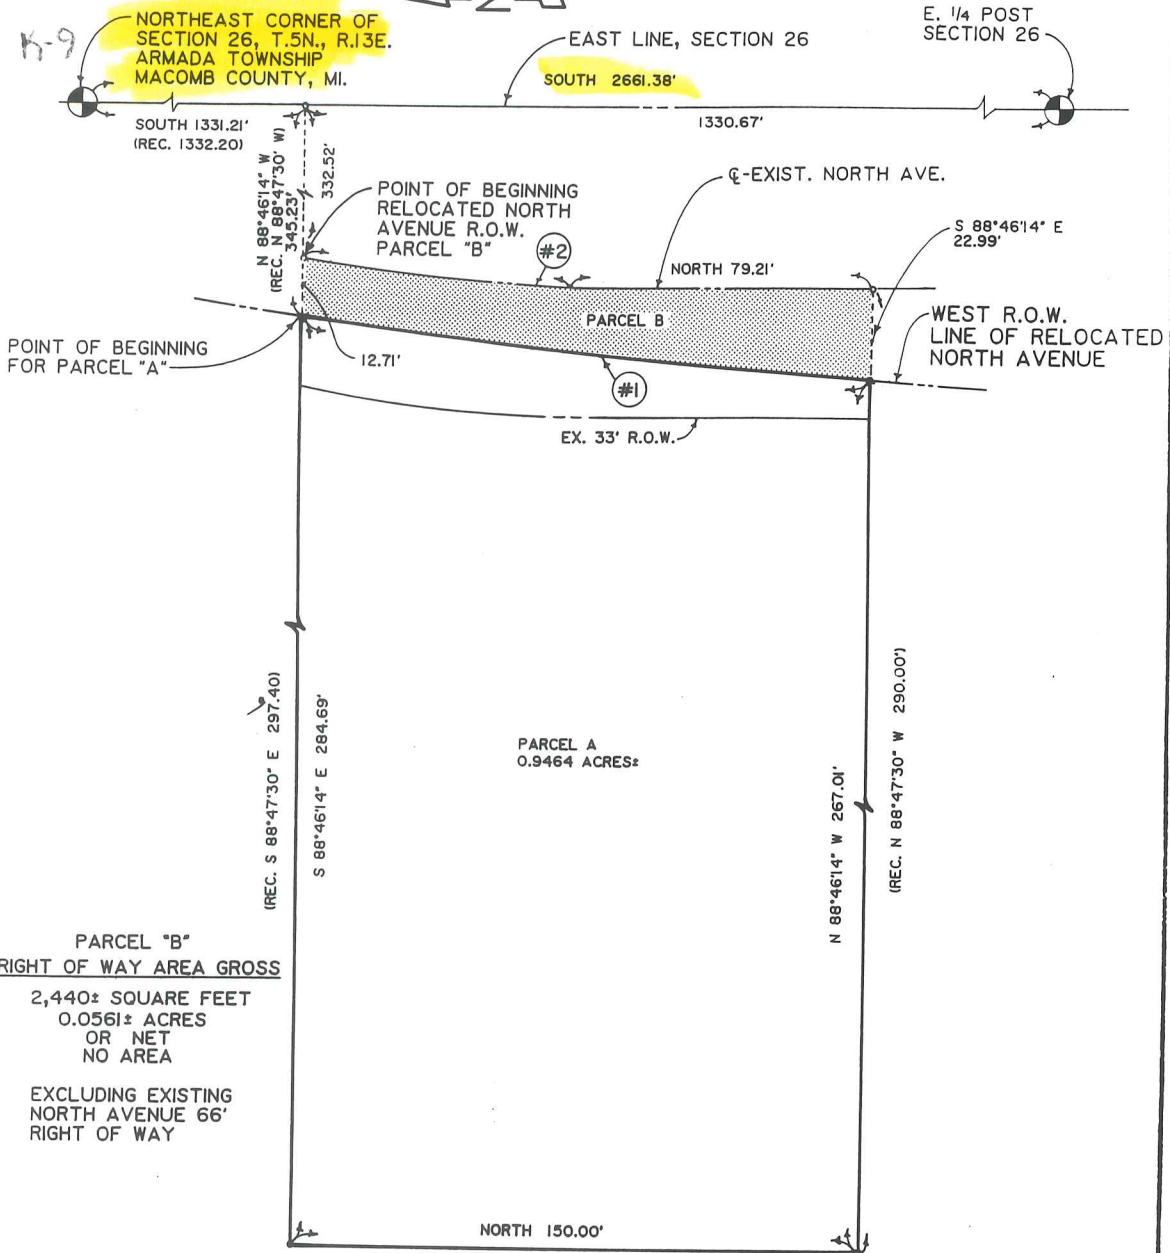 K-9
NORTHEAST CORNER OF
SECTION 26, T.5N., R.13E.
ARMADA TOWNSHIP
MACOMB COUNTY, MI.
EAST LINE, SECTION 26
SOUTH 2661.38'
E. 1/4 POST
SECTION 26
SOUTH 1331.21'
(REC. 1332.20)
1330.67'
N 88°46'14" W
(REC. N 88°47'30" W)
345.23'
332.52'
POINT OF BEGINNING
RELOCATED NORTH
AVENUE R.O.W.
PARCEL "B"
#2
℄-EXIST. NORTH AVE.
S 88°46'14" E
22.99'
NORTH 79.21'
PARCEL B
WEST R.O.W.
LINE OF RELOCATED
NORTH AVENUE
POINT OF BEGINNING
FOR PARCEL "A"
12.71'
#1
EX. 33' R.O.W.
(REC. S 88°47'30" E 297.40)
S 88°46'14" E 284.69'
PARCEL A
0.9464 ACRES±
N 88°46'14" W 267.01'
(REC. N 88°47'30" W 290.00')
PARCEL "B"
RIGHT OF WAY AREA GROSS
2,440± SQUARE FEET
0.0561± ACRES
OR NET
NO AREA
EXCLUDING EXISTING
NORTH AVENUE 66'
RIGHT OF WAY
NORTH 150.00'